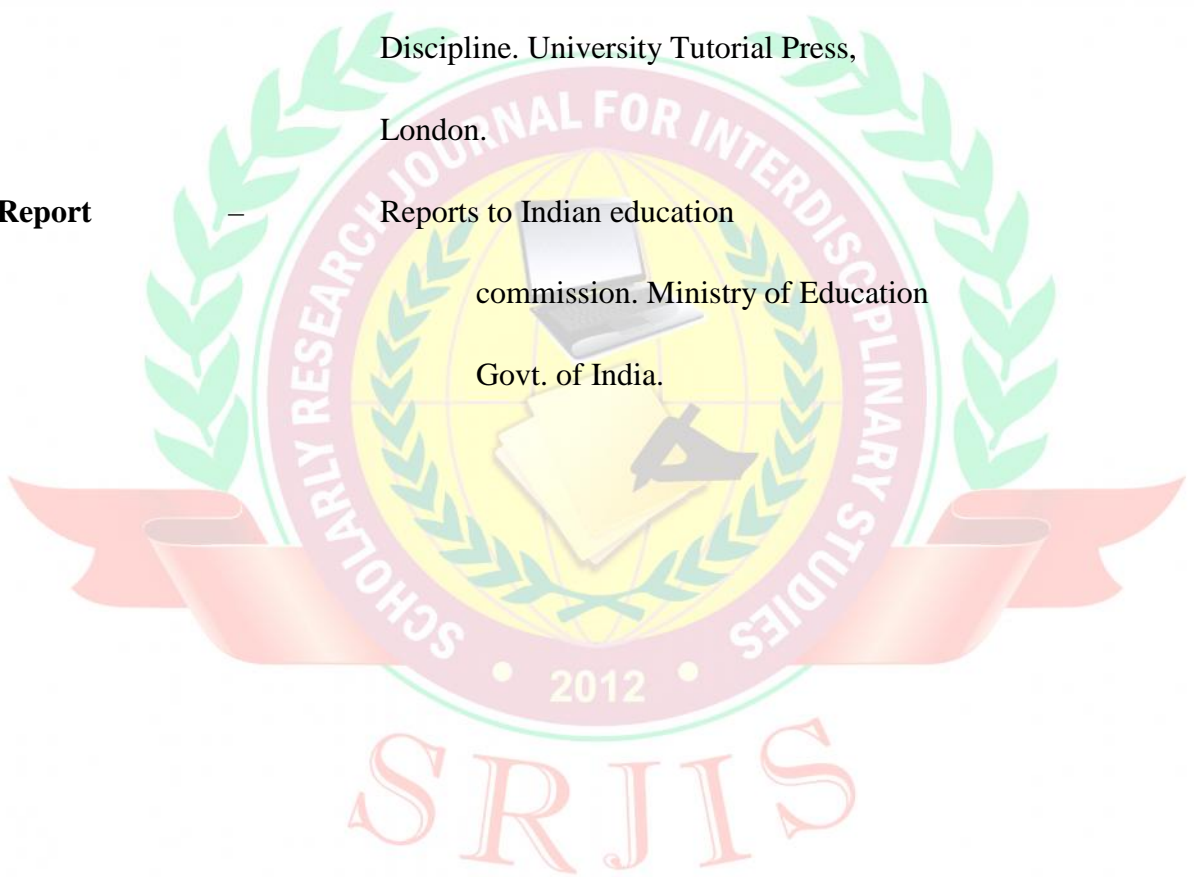 Discipline. University Tutorial Press,
London.
Report – Reports to Indian education
commission. Ministry of Education
Govt. of India.
SCHOLARLY RESEARCH JOURNAL FOR INTERDISCIPLINARY STUDIES
• 2012 •
SRJIS